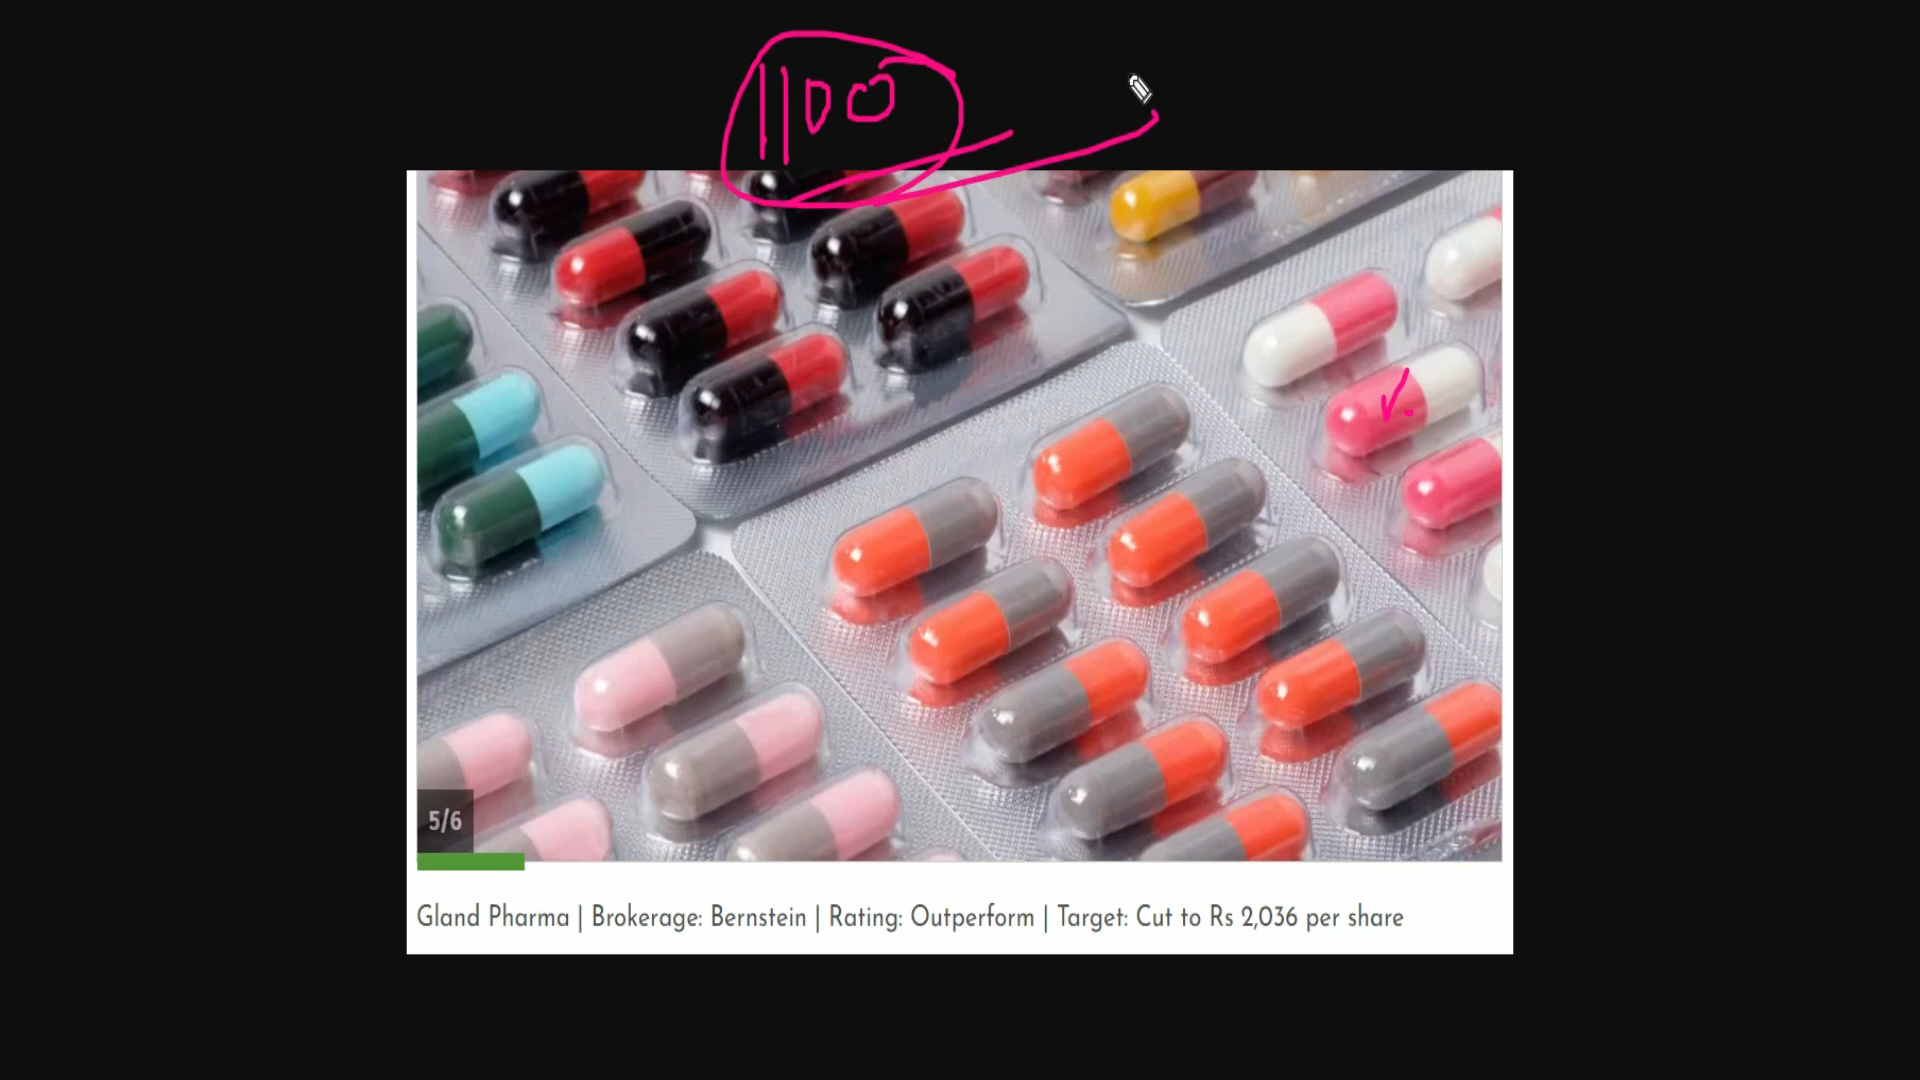 1100
5/6
Gland Pharma | Brokerage: Bernstein | Rating: Outperform | Target: Cut to Rs 2,036 per share